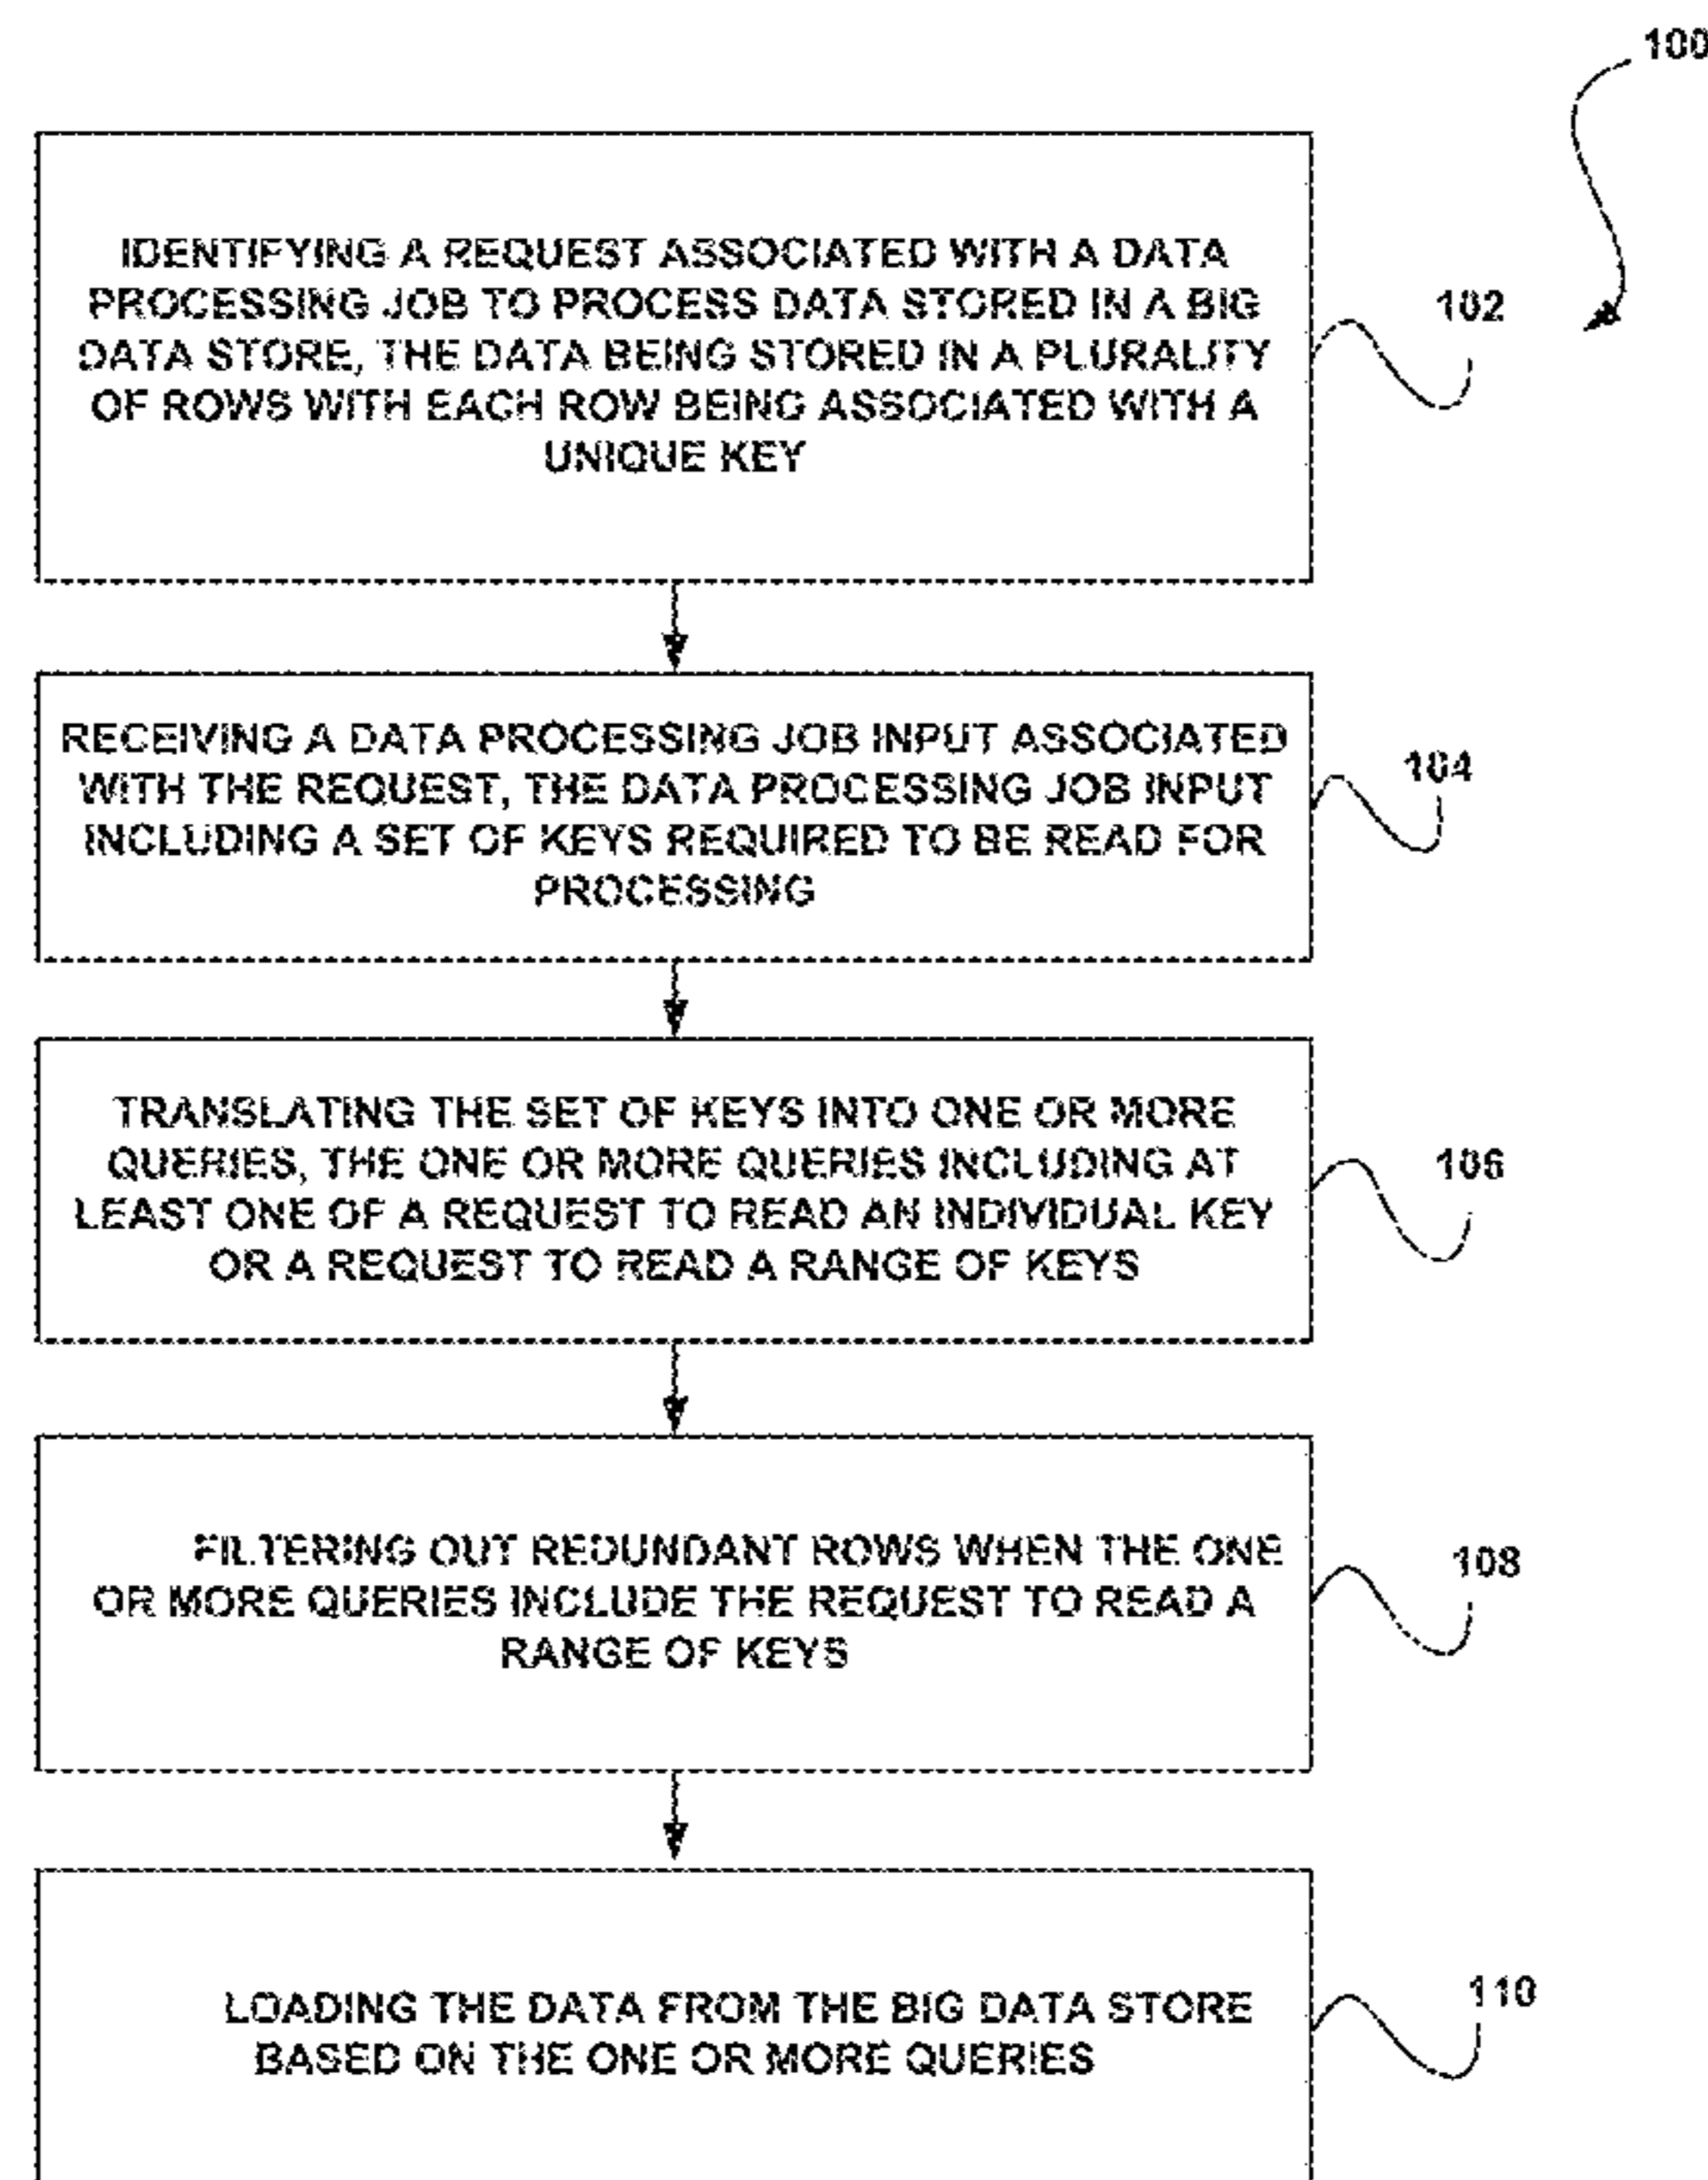 100
IDENTIFYING A REQUEST ASSOCIATED WITH A DATA
PROCESSING JOB TO PROCESS DATA STORED IN A BIG
DATA STORE, THE DATA BEING STORED IN A PLURALITY
OF ROWS WITH EACH ROW BEING ASSOCIATED WITH A
UNIQUE KEY
102
RECEIVING A DATA PROCESSING JOB INPUT ASSOCIATED
WITH THE REQUEST, THE DATA PROCESSING JOB INPUT
INCLUDING A SET OF KEYS REQUIRED TO BE READ FOR
PROCESSING
104
TRANSLATING THE SET OF KEYS INTO ONE OR MORE
QUERIES, THE ONE OR MORE QUERIES INCLUDING AT
LEAST ONE OF A REQUEST TO READ AN INDIVIDUAL KEY
OR A REQUEST TO READ A RANGE OF KEYS
106
FILTERING OUT REDUNDANT ROWS WHEN THE ONE
OR MORE QUERIES INCLUDE THE REQUEST TO READ A
RANGE OF KEYS
108
LOADING THE DATA FROM THE BIG DATA STORE
BASED ON THE ONE OR MORE QUERIES
110